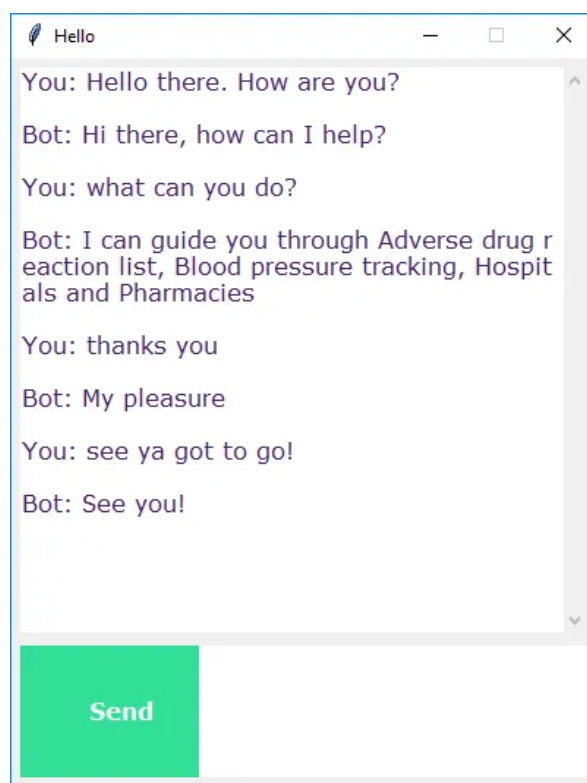 Hello
You: Hello there. How are you?
Bot: Hi there, how can I help?
You: what can you do?
Bot: I can guide you through Adverse drug r
eaction list, Blood pressure tracking, Hospit
als and Pharmacies
You: thanks you
Bot: My pleasure
You: see ya got to go!
Bot: See you!
Send